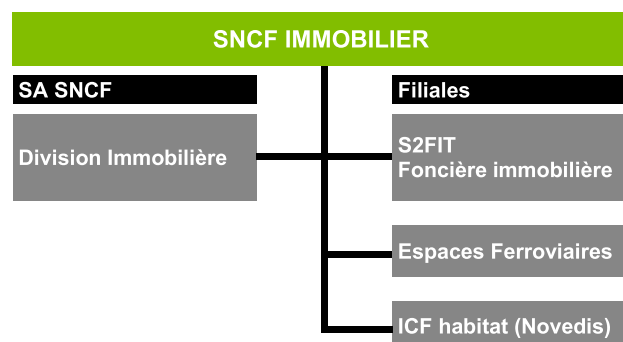 SNCF IMMOBILIER
SA SNCF
Division Immobilière
Filiales
S2FIT
Foncière immobilière
Espaces Ferroviaires
ICF habitat (Novedis)